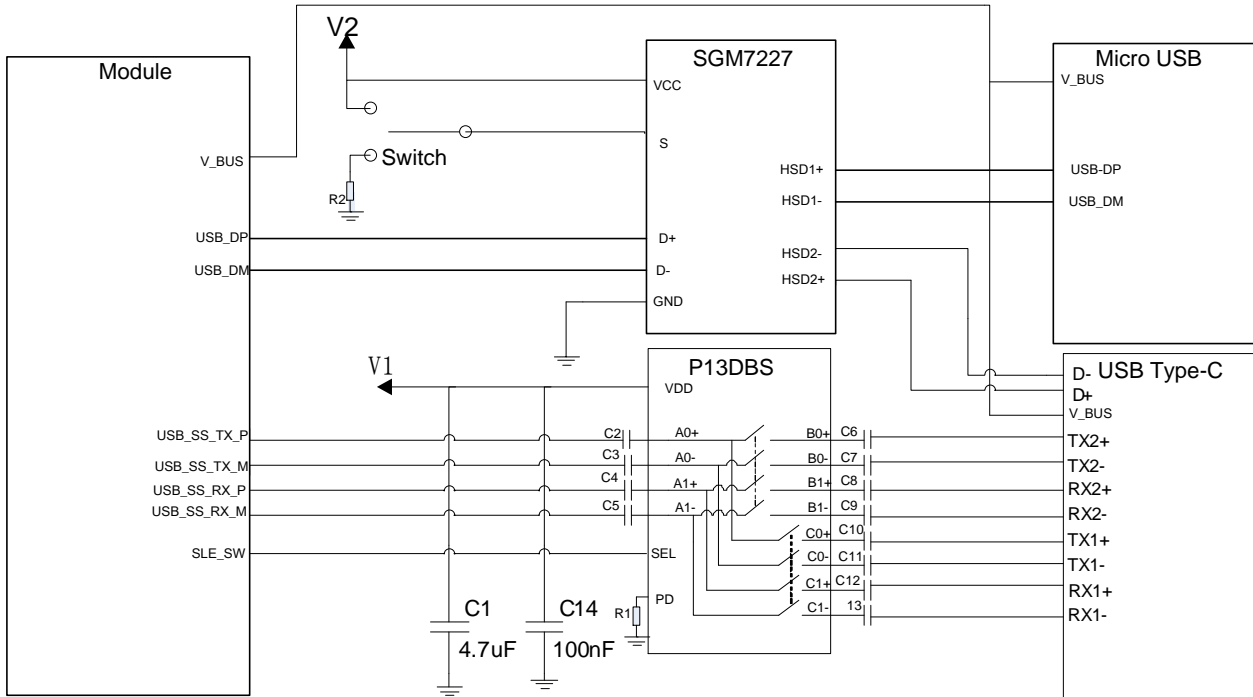 V2
Module
SGM7227
Micro USB
VCC
V_BUS
S
V_BUS
Switch
HSD1+
USB-DP
R2
HSD1-
USB_DM
USB_DP
D+
HSD2-
USB_DM
D-
HSD2+
GND
V1
P13DBS
USB Type-C
D-
VDD
D+
V_BUS
USB_SS_TX_P
C2
A0+
B0+
C6
TX2+
USB_SS_TX_M
C3
A0-
B0-
C7
TX2-
USB_SS_RX_P
C4
A1+
B1+
C8
RX2+
USB_SS_RX_M
C5
A1-
B1-
C9
RX2-
C0+
C10
TX1+
SLE_SW
SEL
C0-
C11
TX1-
C1+
C12
RX1+
PD
R1
C1-
13
RX1-
C1
4.7uF
C14
100nF